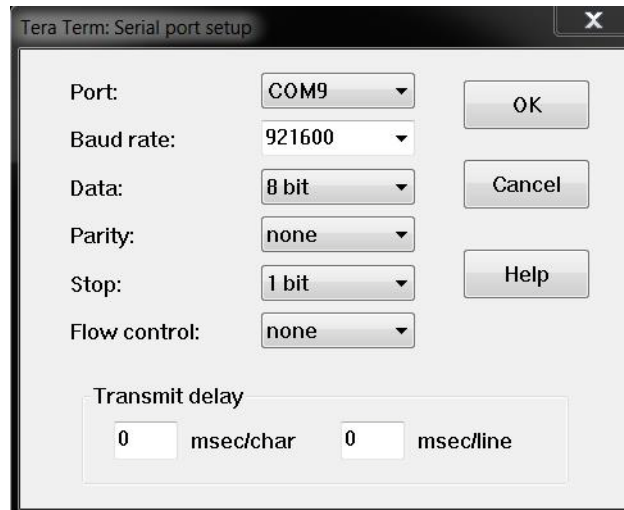 Tera Term: Serial port setup
x
Port:
COM9
OK
Baud rate:
921600
Data:
8 bit
Cancel
Parity:
none
Stop:
1 bit
Help
Flow control:
none
Transmit delay
0 msec/char 0 msec/line